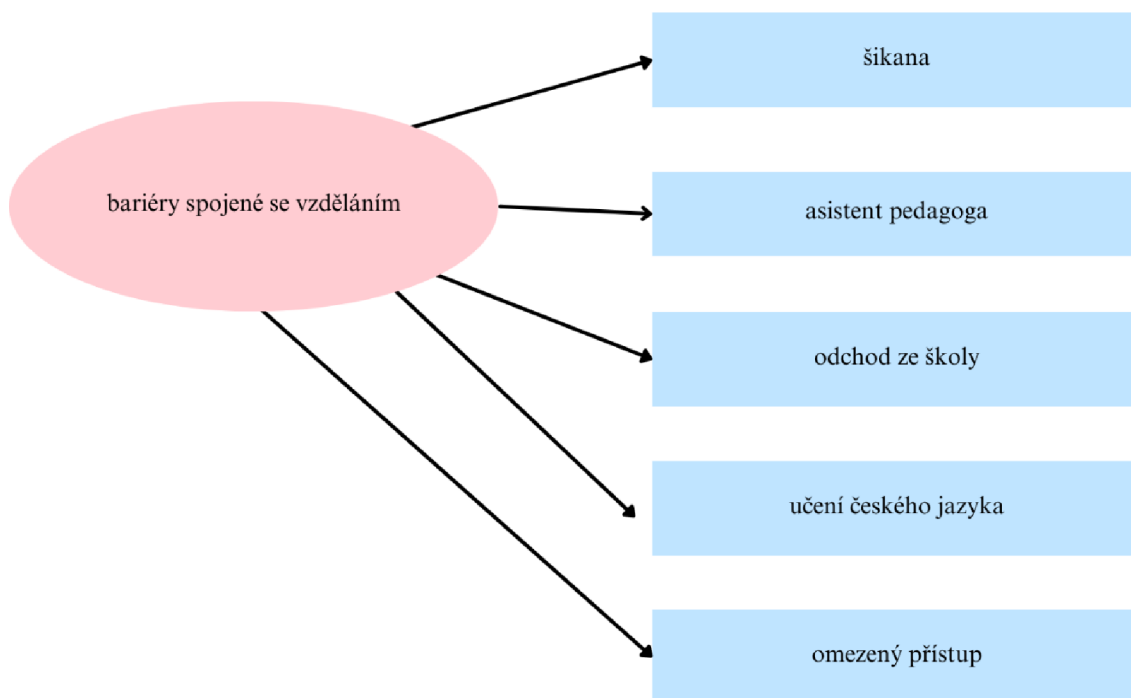 šikana
bariéry spojené se vzděláním
asistent pedagoga
odchod ze školy
učení českého jazyka
omezený přístup